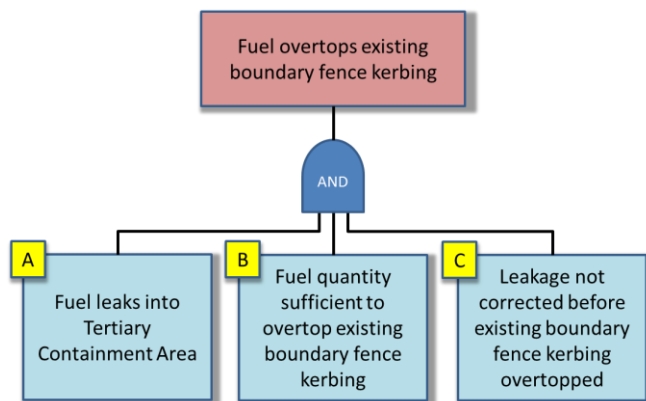 Fuel overtops existing
boundary fence kerbing
AND
A
Fuel leaks into
Tertiary
Containment Area
B
Fuel quantity
sufficient to
overtop existing
boundary fence
kerbing
C
Leakage not
corrected before
existing boundary
fence kerbing
overtopped